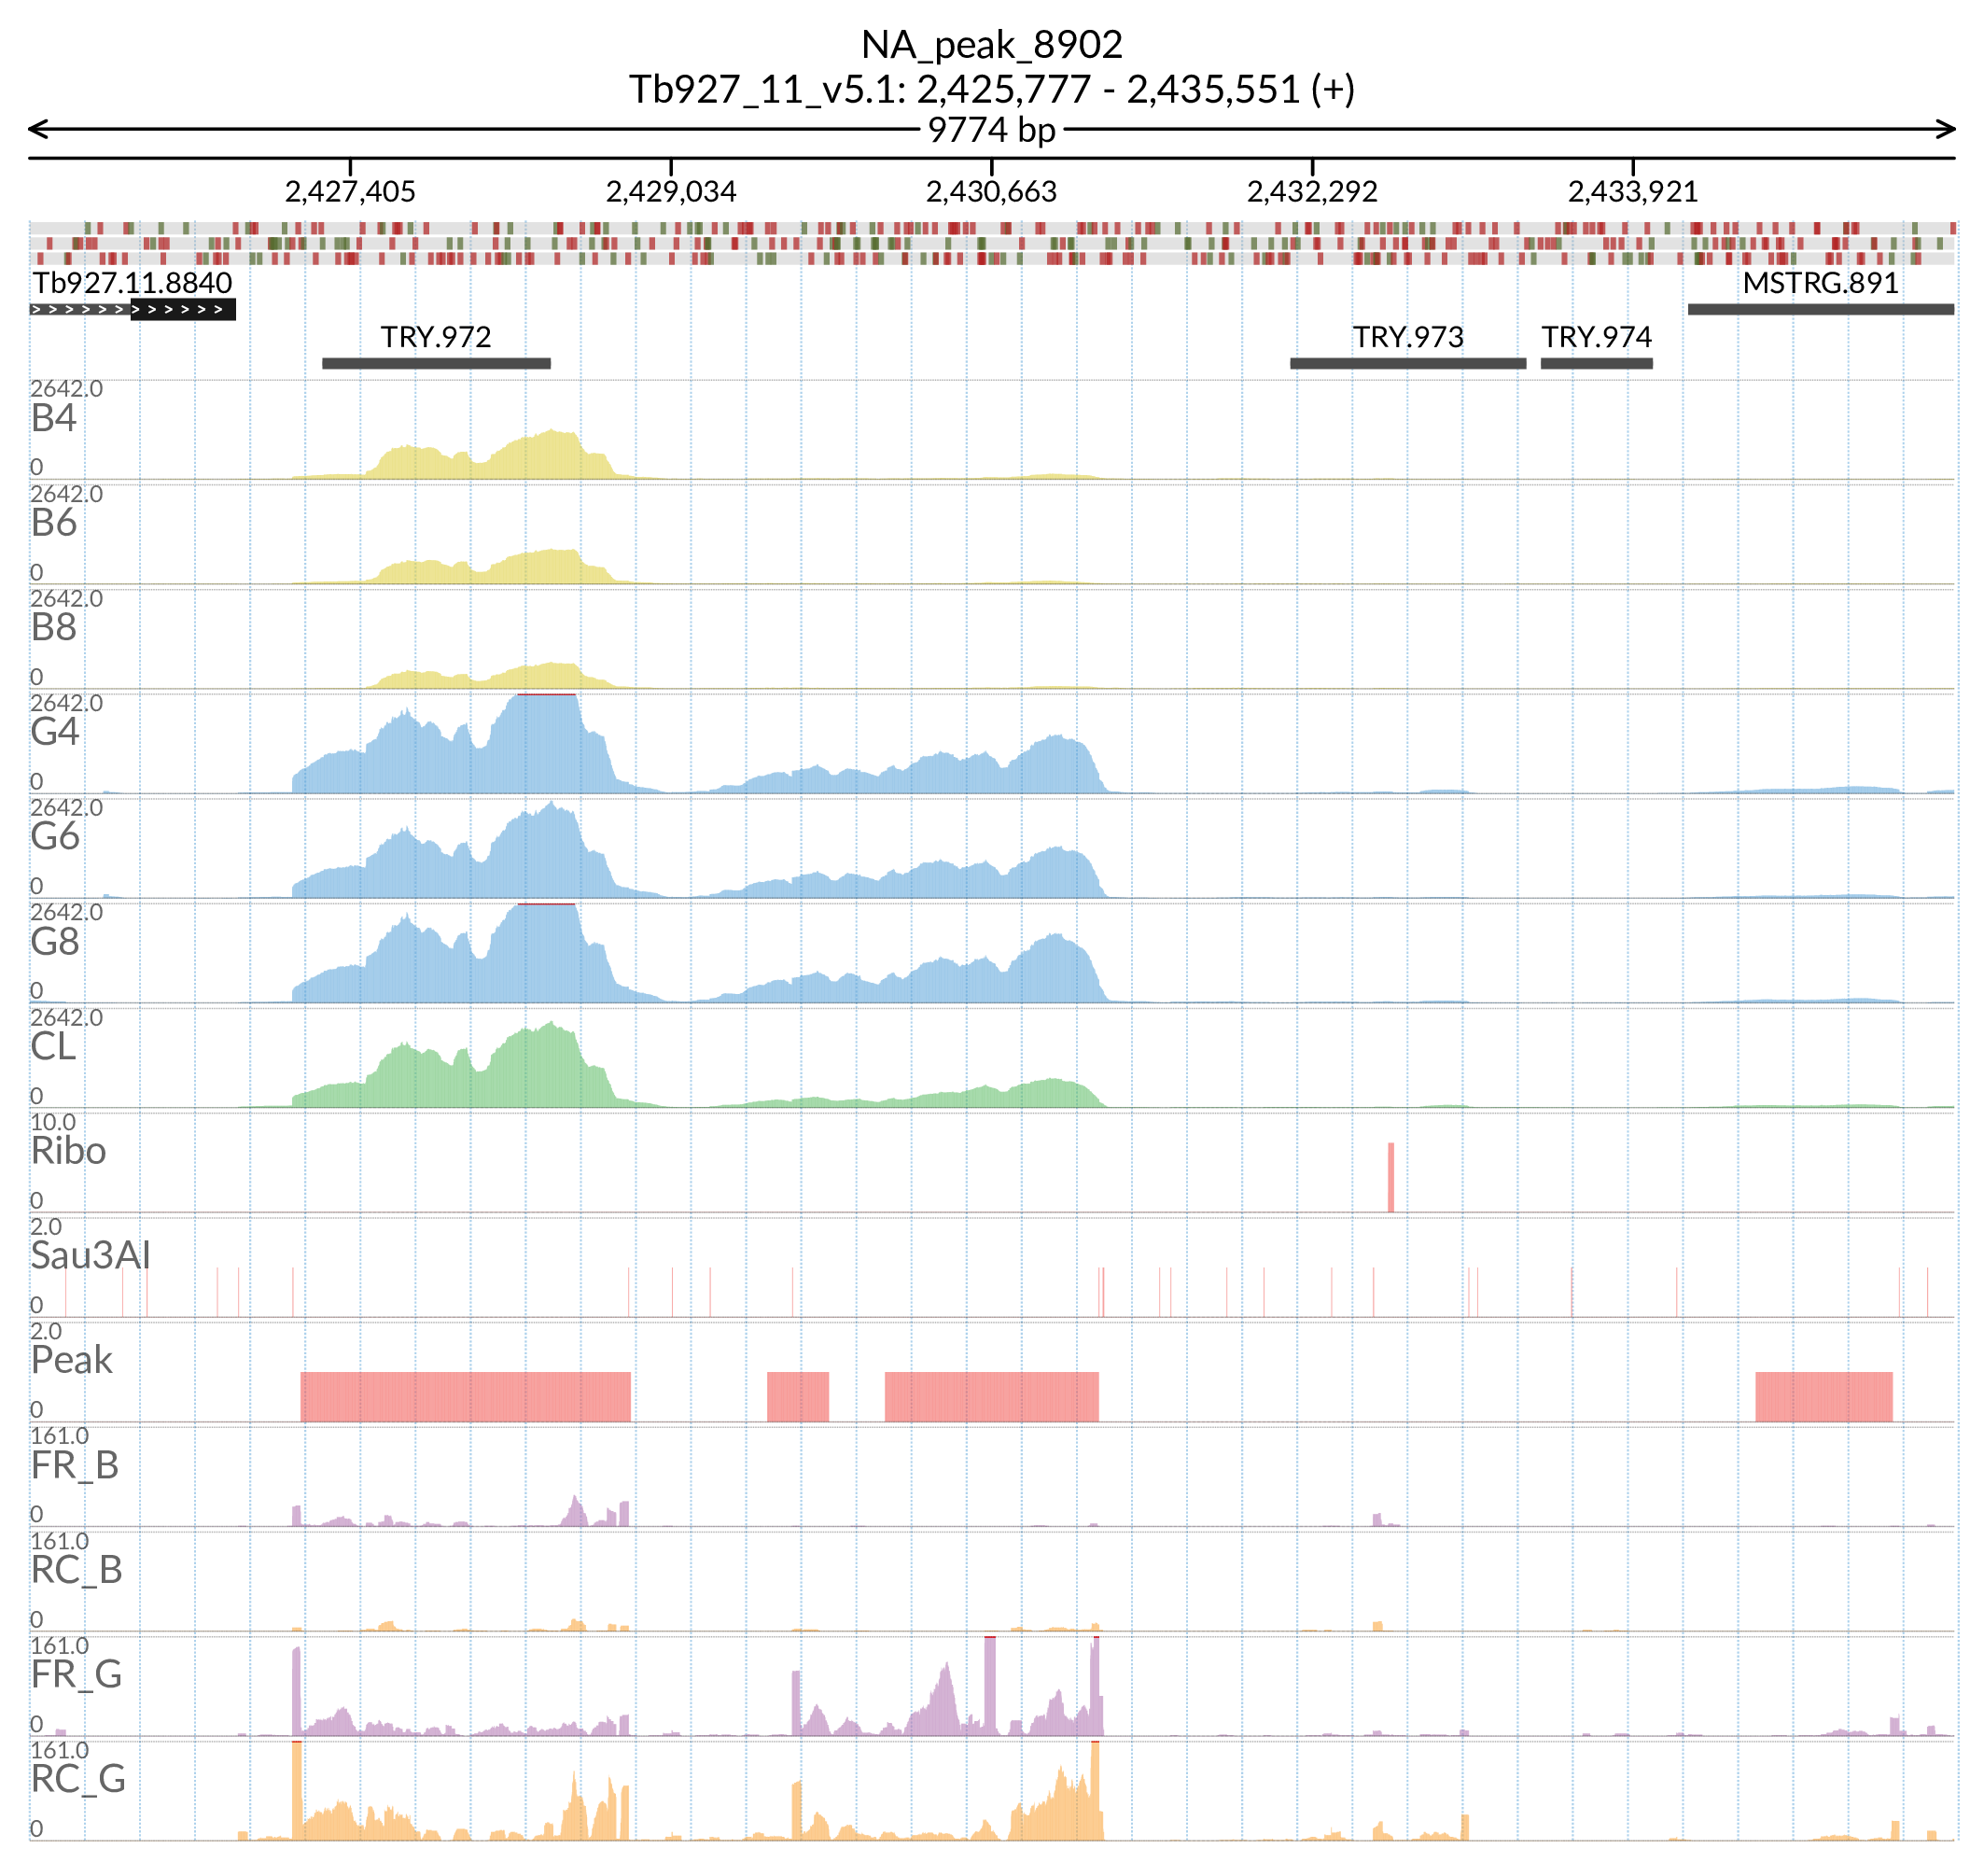 NA_peak_8902
Tb927_11_v5.1: 2,425,777 - 2,435,551 (+)
9774 bp
2,427,405 2,429,034 2,430,663 2,432,292 2,433,921
Tb927.11.8840 MSTRG.891
TRY.972 TRY.973 TRY.974
2642.0
B4
0
2642.0
B6
0
2642.0
B8
0
2642.0
G4
0
2642.0
G6
0
2642.0
G8
0
2642.0
CL
0
10.0
Ribo
0
2.0
Sau3AI
0
2.0
Peak
0
161.0
FR_B
0
161.0
RC_B
0
161.0
FR_G
0
161.0
RC_G
0